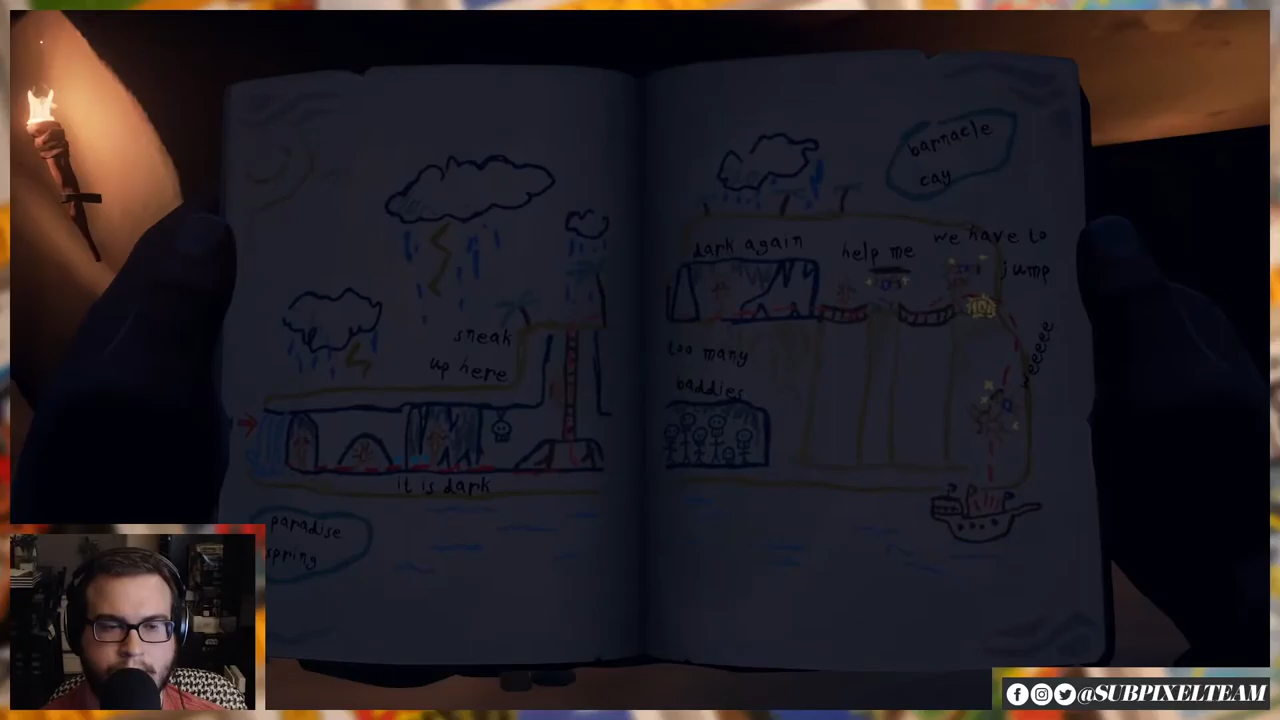 sneak
up here
it is dark
paradise
spring
barnacle
cay
dark again
help me
we have to
jump
weeeee
too many
baddies
@SUBPIXELTEAM